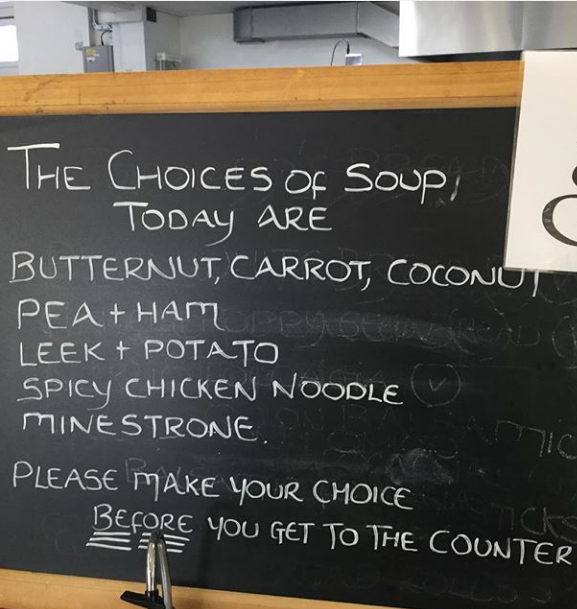 THE CHOICES OF SOUP,
TODAY ARE
BUTTERNUT, CARROT, COCONUT
PEA + HAM
LEEK + POTATO
SPICY CHICKEN NOODLE
MINESTRONE.
PLEASE MAKE YOUR CHOICE
BEFORE YOU GET TO THE COUNTER